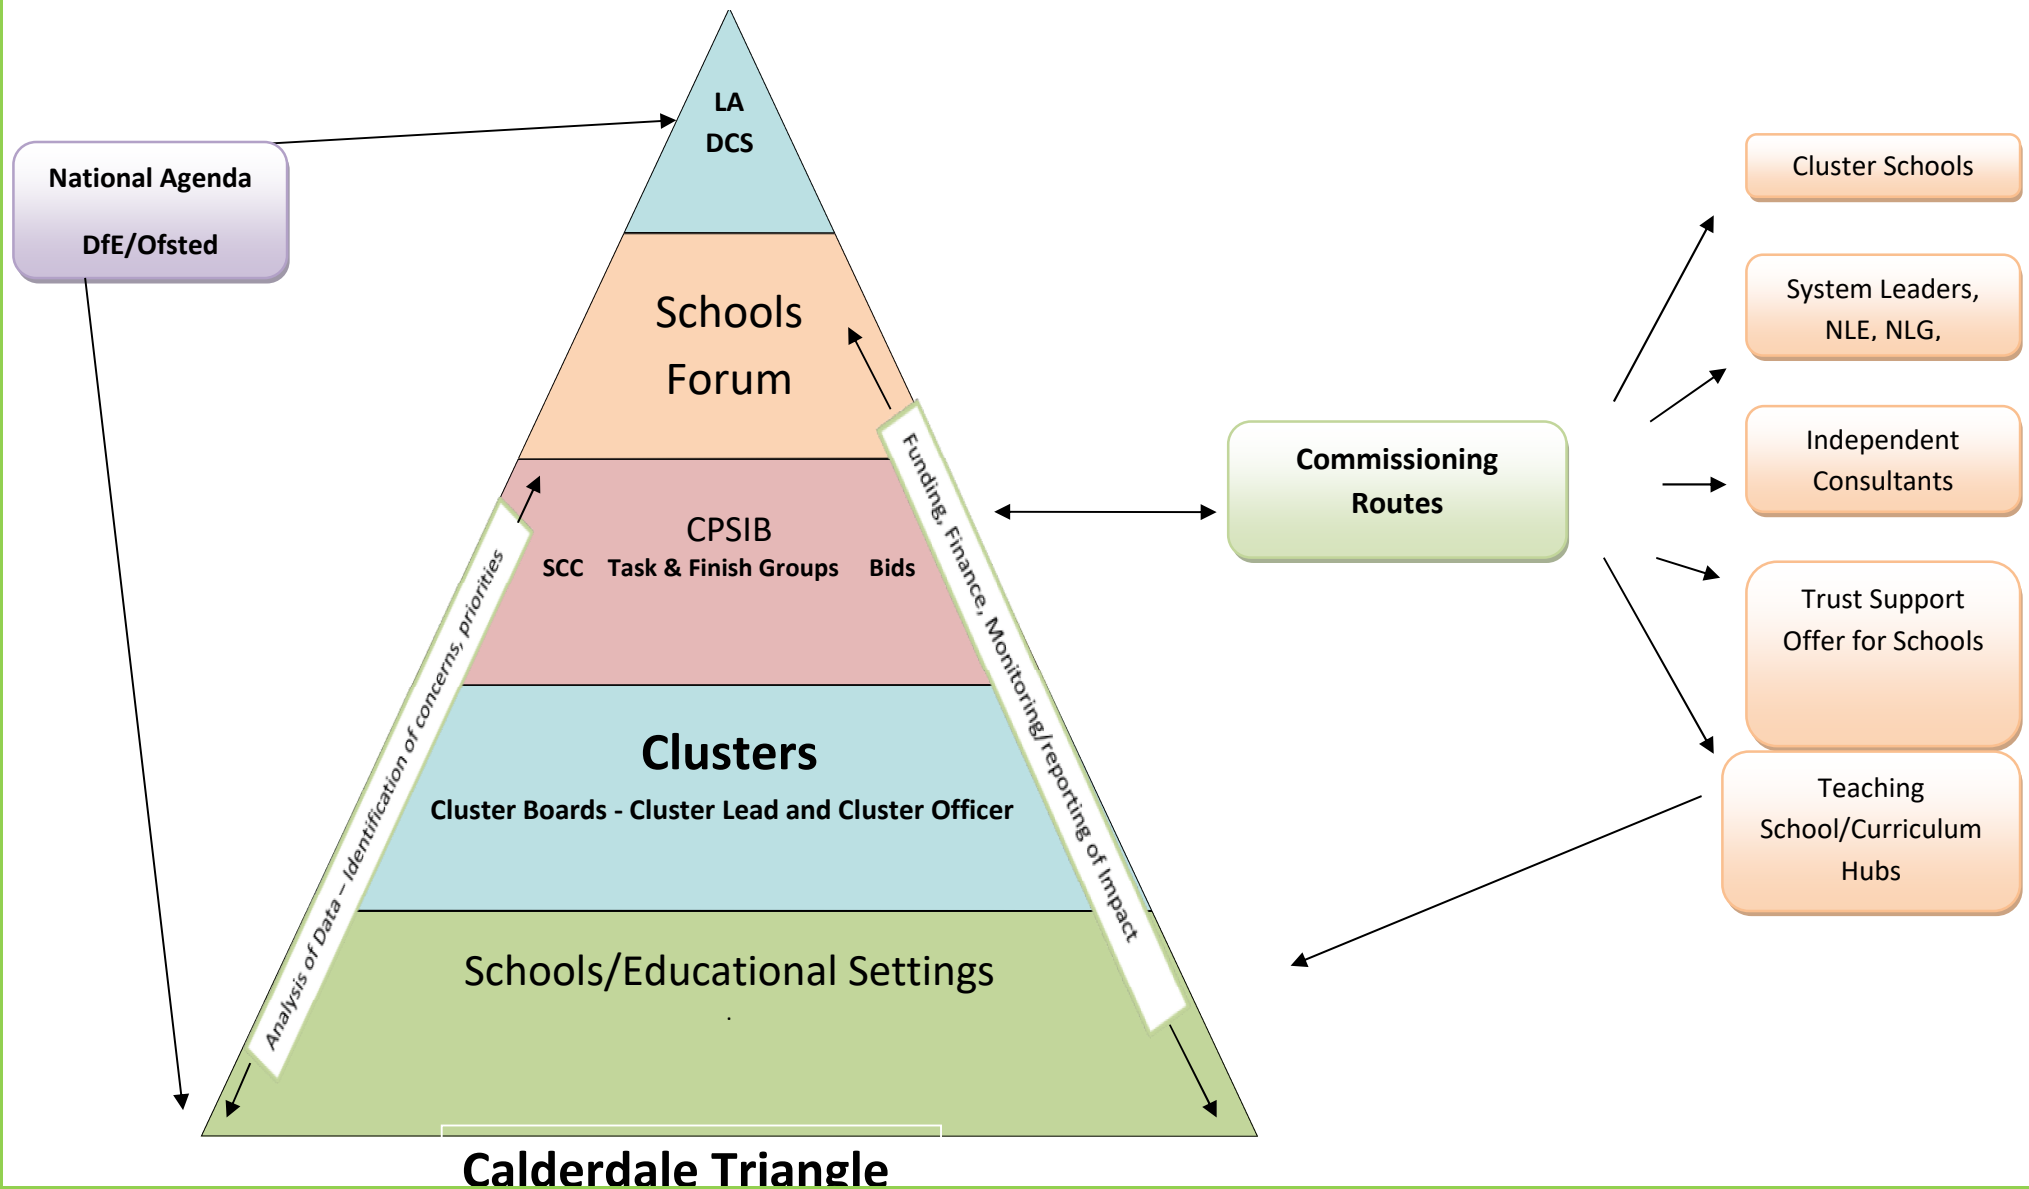 LA
DCS
National Agenda
DfE/Ofsted
Schools
Forum
CPSIB
SCC Task & Finish Groups Bids
Clusters
Cluster Boards - Cluster Lead and Cluster Officer
Schools/Educational Settings
.
Analysis of Data – Identification of concerns, priorities
Funding, Finance, Monitoring/reporting of Impact
Commissioning
Routes
Cluster Schools
System Leaders,
NLE, NLG,
Independent
Consultants
Trust Support
Offer for Schools
Teaching
School/Curriculum
Hubs
Calderdale Triangle